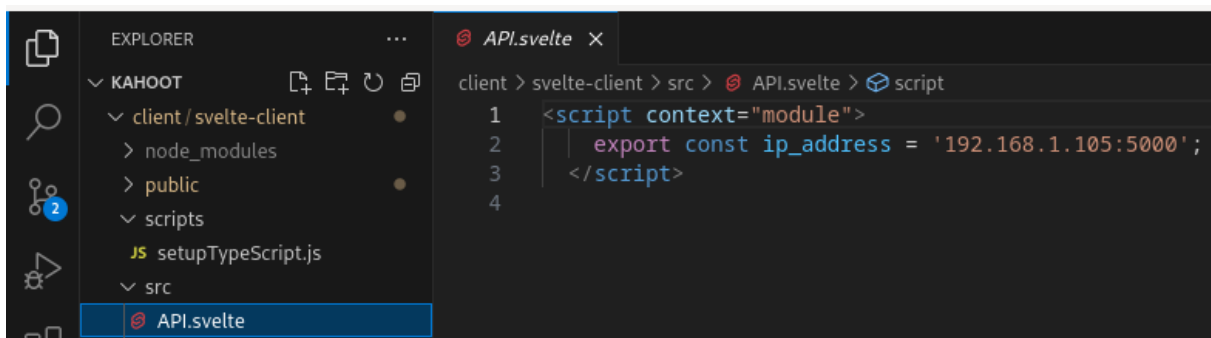 EXPLORER ...
KAHOOT
client / svelte-client
node_modules
public
scripts
JS setupTypeScript.js
src
API.svelte
2
API.svelte
client > svelte-client > src > API.svelte > script
1 <script context="module">
2 export const ip_address = '192.168.1.105:5000';
3 </script>
4